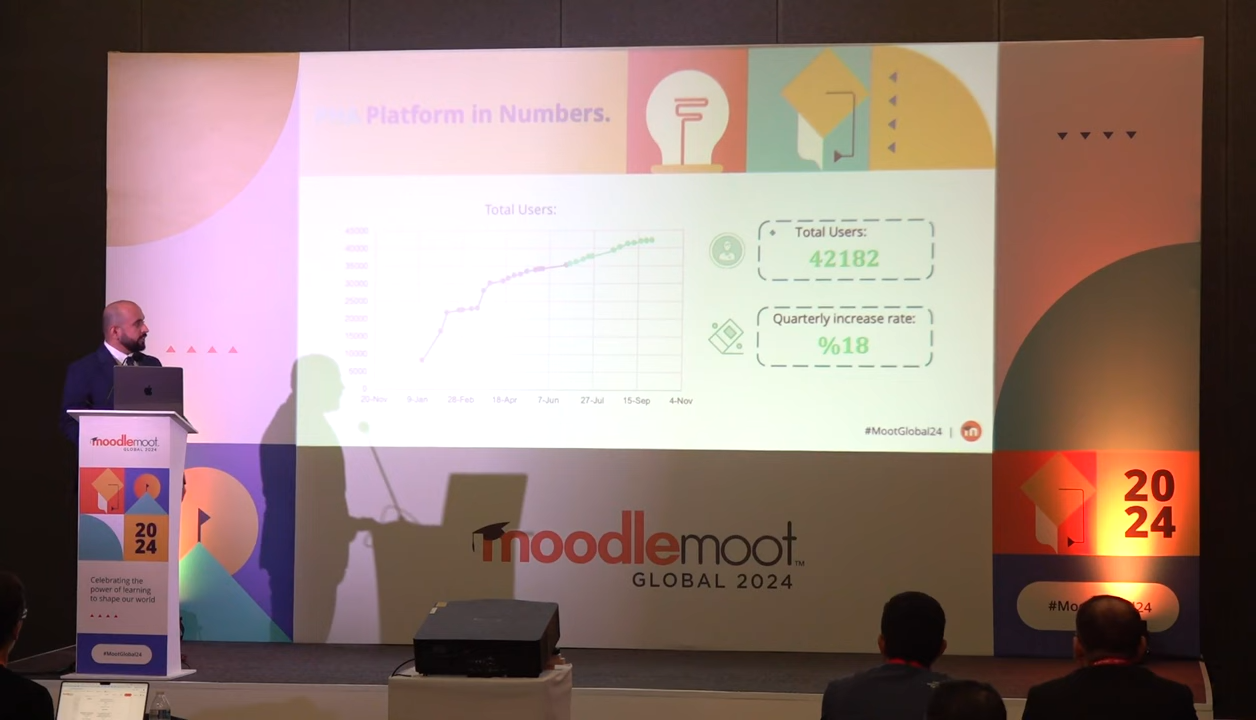 Platform in Numbers.
Total Users:
45000
40000
35000
30000
25000
20000
15000
10000
5000
0
20-Nov 9-Jan 28-Feb 18-Apr 7-Jun 27-Jul 15-Sep 4-Nov
Total Users:
42182
Quarterly increase rate:
%18
#MootGlobal24 |
moodlemoot™
GLOBAL 2024
20
24
24
moodlemoot
GLOBAL 2024
20
24
Celebrating the
power of learning
to shape our world
#MootGlobal24